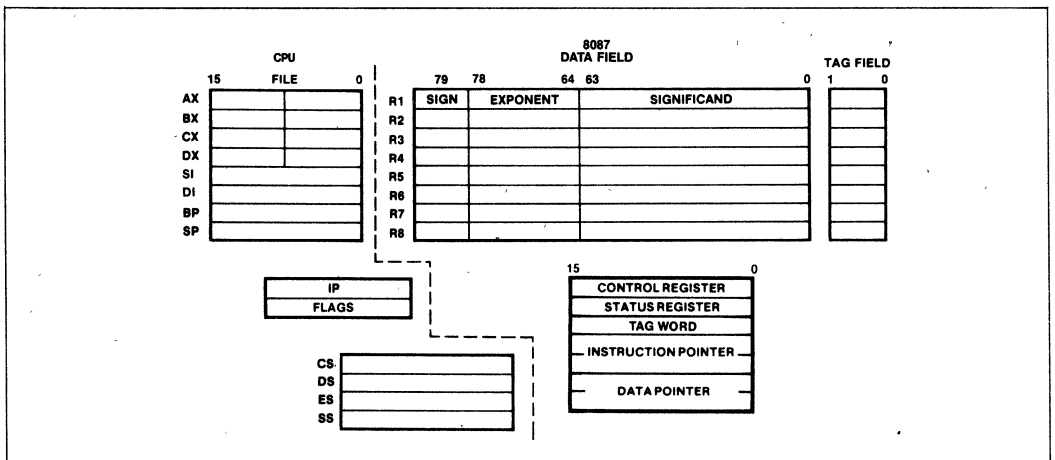 CPU
15 FILE 0
AX
BX
CX
DX
SI
DI
BP
SP
IP
FLAGS
CS
DS
ES
SS
8087
DATA FIELD
79 78 64 63 0
R1 SIGN EXPONENT SIGNIFICAND
R2
R3
R4
R5
R6
R7
R8
TAG FIELD
1 0
15 0
CONTROL REGISTER
STATUS REGISTER
TAG WORD
INSTRUCTION POINTER
DATA POINTER